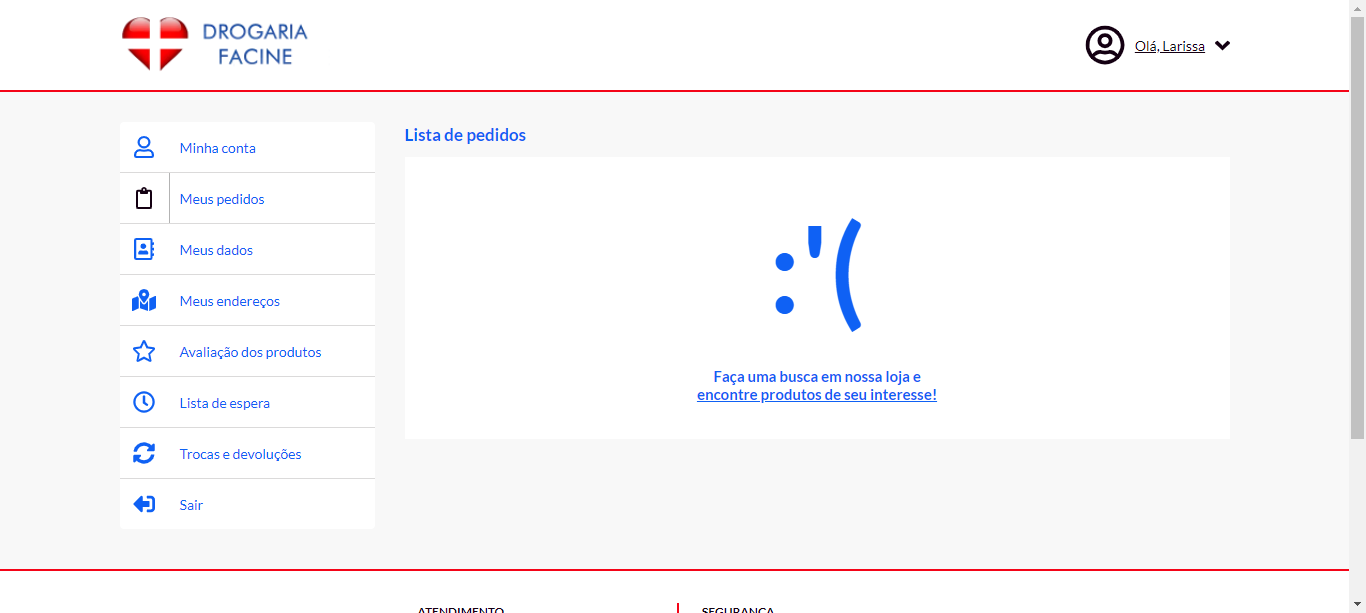 DROGARIA
FACINE
Olá, Larissa
Minha conta
Meus pedidos
Meus dados
Meus endereços
Avaliação dos produtos
Lista de espera
Trocas e devoluções
Sair
Lista de pedidos
:'(
Faça uma busca em nossa loja e
encontre produtos de seu interesse!
ATENDIMENTO
SEGURANÇA